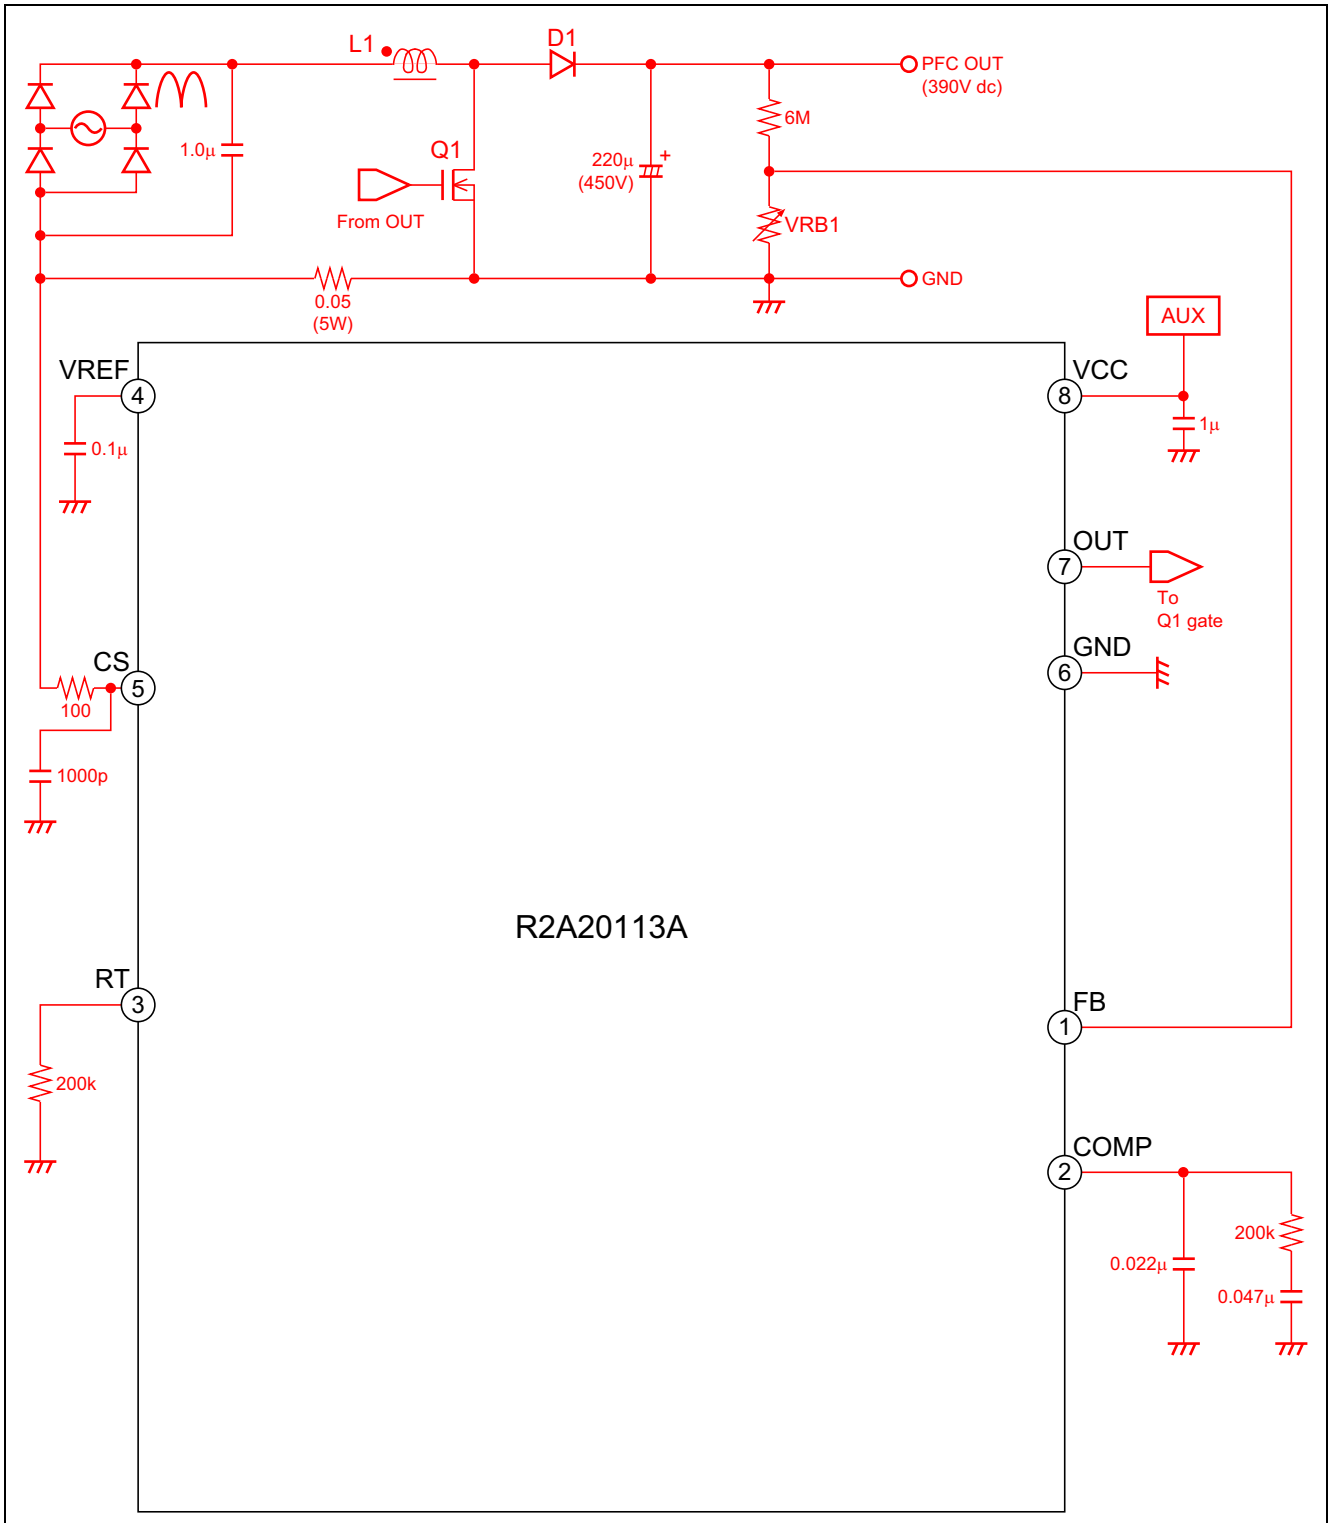 L1
D1
PFC OUT
(390V dc)
6M
1.0μ
Q1
220μ
+
(450V)
From OUT
VRB1
0.05
(5W)
GND
AUX
VREF
4
VCC
8
0.1μ
1μ
OUT
7
To
Q1 gate
GND
6
CS
5
100
1000p
R2A20113A
RT
3
FB
1
200k
COMP
2
200k
0.022μ
0.047μ